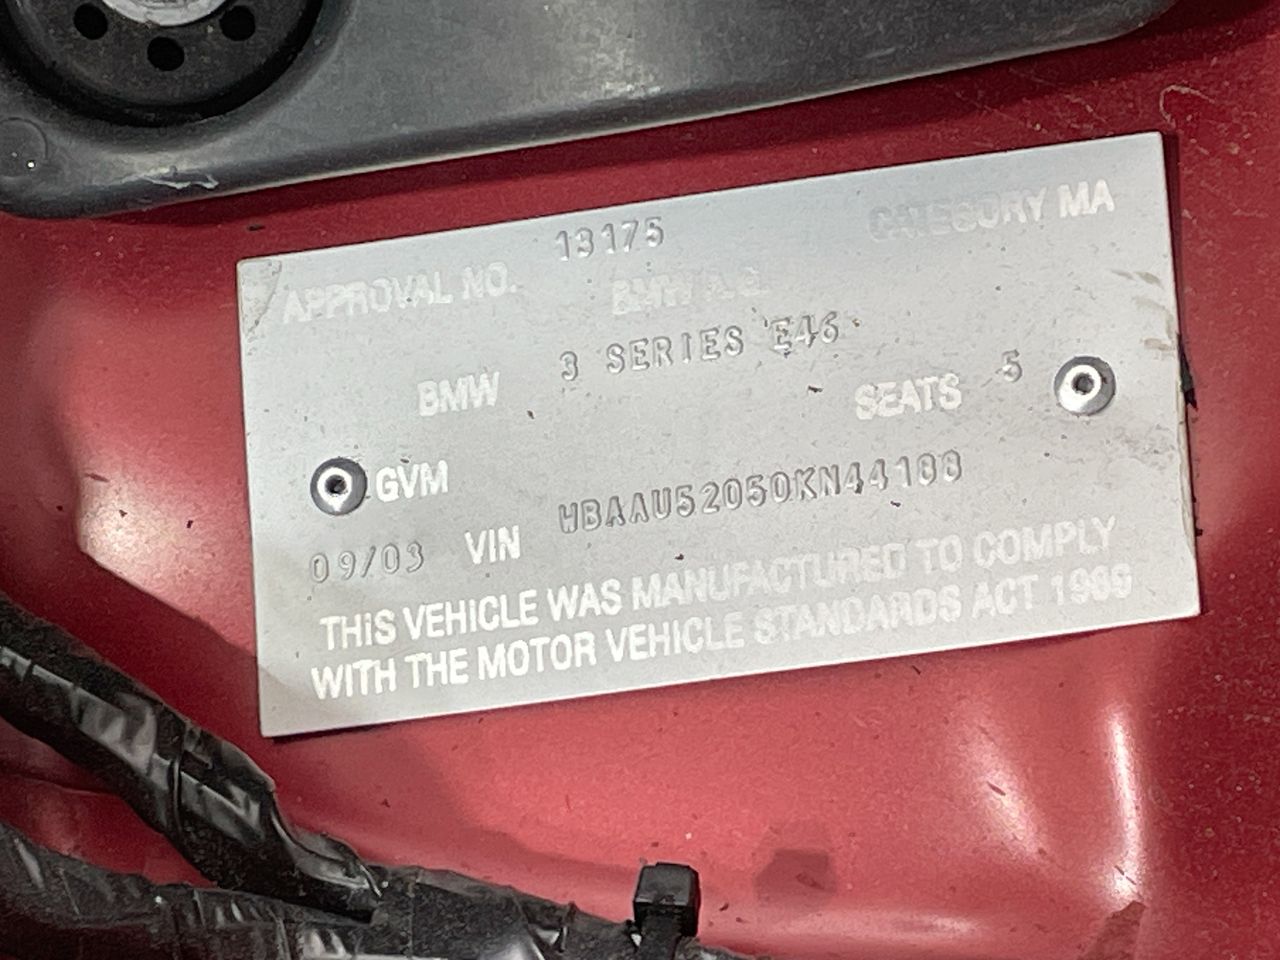 13175 CATEGORY MA
APPROVAL NO. BMW A.G.
BMW 3 SERIES E46
SEATS 5
GVM
09/03 VIN WBAAU52050KN44188
THIS VEHICLE WAS MANUFACTURED TO COMPLY
WITH THE MOTOR VEHICLE STANDARDS ACT 1989